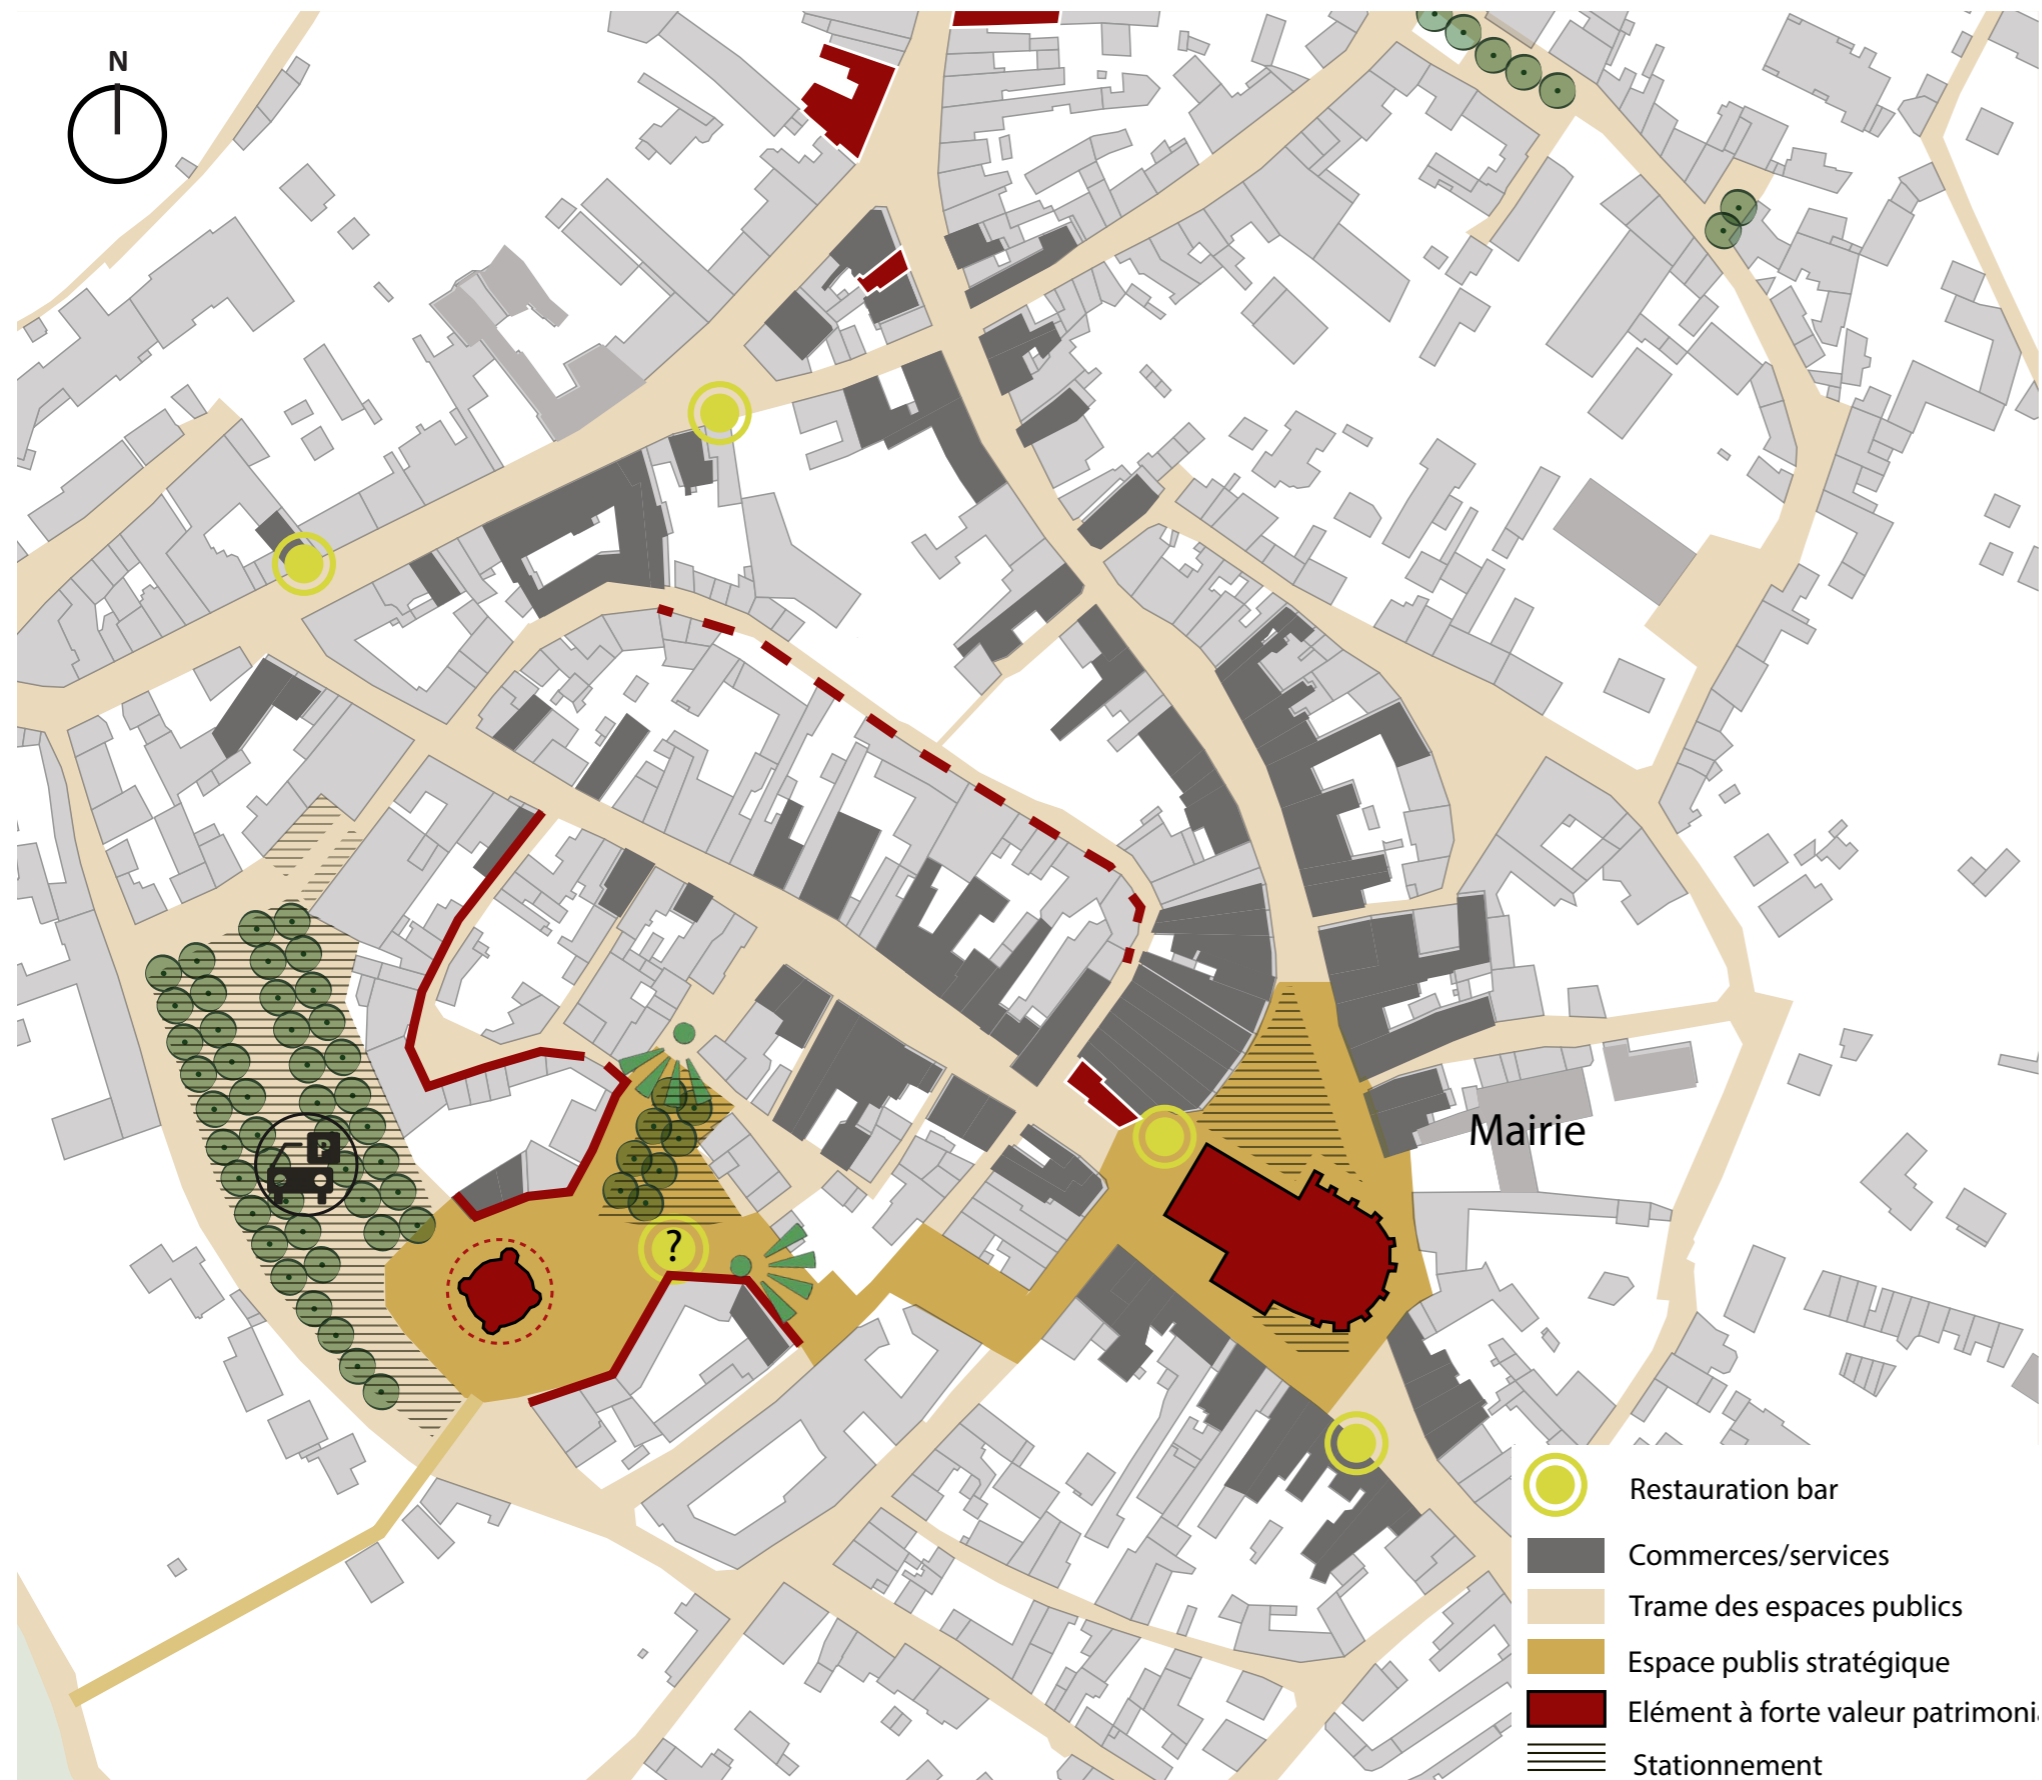 N
P
?
Mairie
Restauration bar
Commerces/services
Trame des espaces publics
Espace publis stratégique
Elément à forte valeur patrimoni
Stationnement